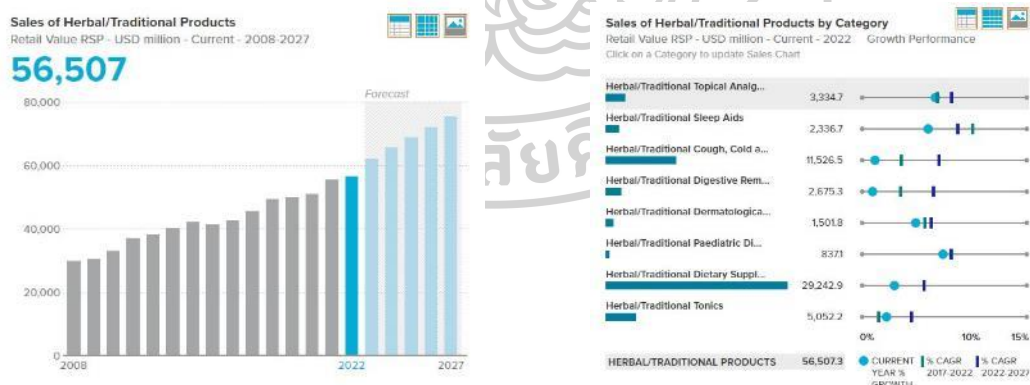 Sales of Herbal/Traditional Products
Retail Value RSP - USD million - Current - 2008-2027
56,507
Forecast
80,000
60,000
40,000
20,000
0
2008
2022
2027
Sales of Herbal/Traditional Products by Category
Retail Value RSP - USD million - Current - 2022 Growth Performance
Click on a Category to update Sales Chart
Herbal/Traditional Topical Analg...
3,334.7
Herbal/Traditional Sleep Aids
2,336.7
Herbal/Traditional Cough, Cold a...
11,526.5
Herbal/Traditional Digestive Rem...
2,675.3
Herbal/Traditional Dermatologica...
1,501.8
Herbal/Traditional Paediatric Di...
837.1
Herbal/Traditional Dietary Suppl...
29,242.9
Herbal/Traditional Tonics
5,052.2
0% 10% 15%
HERBAL/TRADITIONAL PRODUCTS 56,507.3
CURRENT YEAR % GROWTH
% CAGR 2017-2022
% CAGR 2022-2027